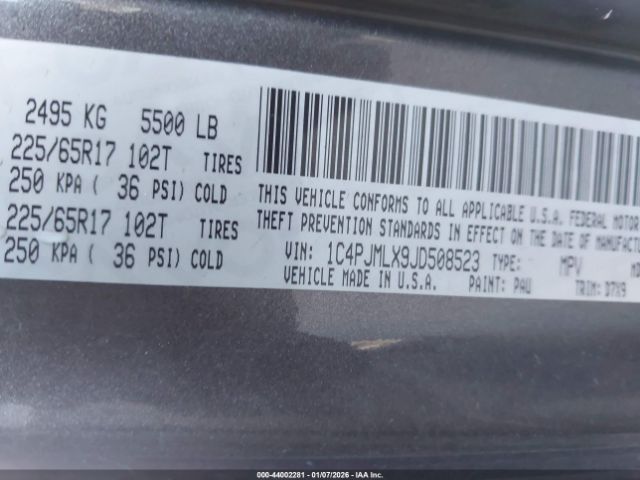 2495 KG 5500 LB
225/65R17 102T TIRES
250 KPA ( 36 PSI) COLD
225/65R17 102T TIRES
250 KPA ( 36 PSI) COLD
THIS VEHICLE CONFORMS TO ALL APPLICABLE U.S.A. FEDERAL MOTOR
THEFT PREVENTION STANDARDS IN EFFECT ON THE DATE OF MANUFAC
VIN: 1C4PJMLX9JD508523 TYPE: MPV
VEHICLE MADE IN U.S.A. PAINT: PAU TRIM: D7X9
000-44002281 - 01/07/2026 - IAA Inc.